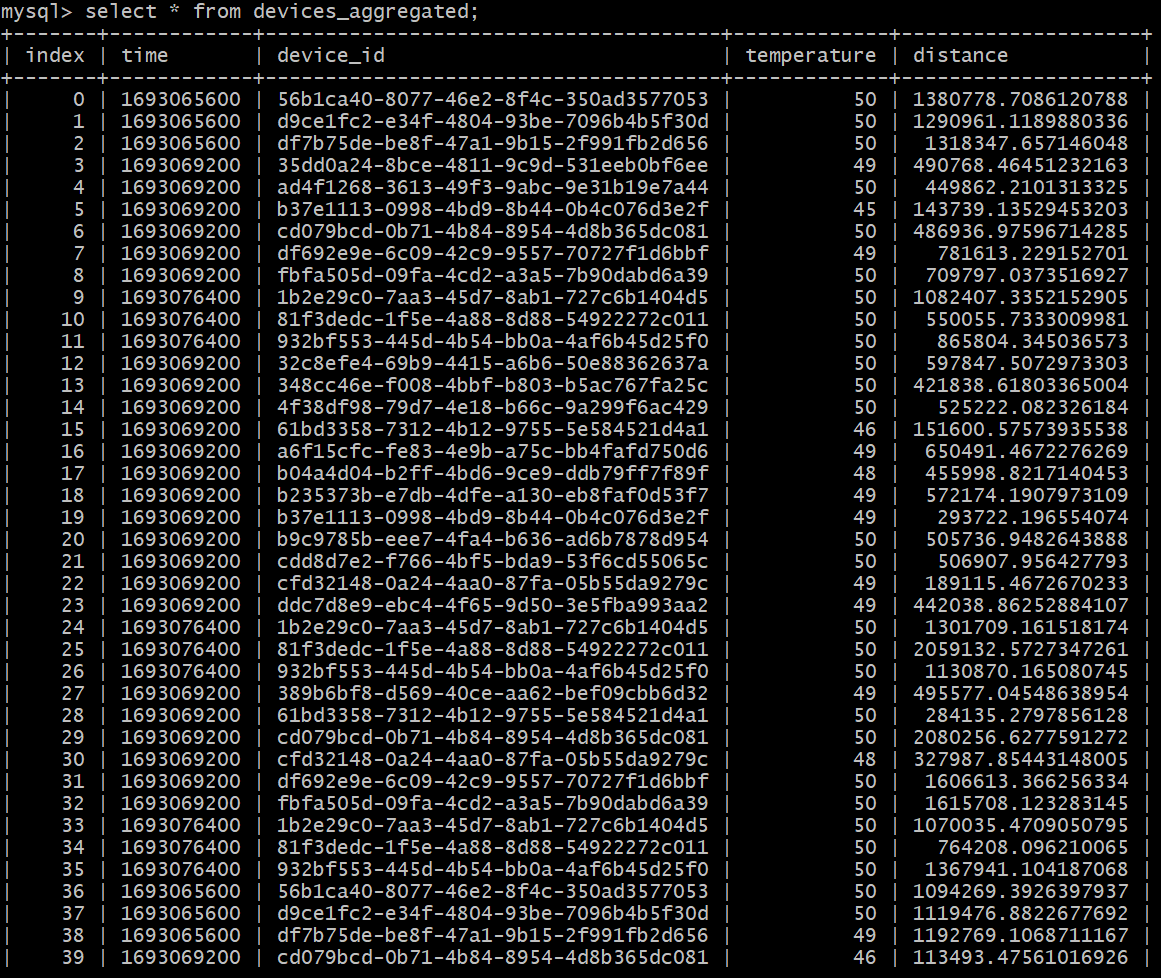 mysql> select * from devices_aggregated;
+-------+------------+--------------------------------------+-------------+--------------------+
| index | time | device_id | temperature | distance |
+-------+------------+--------------------------------------+-------------+--------------------+
| 0 | 1693065600 | 56b1ca40-8077-46e2-8f4c-350ad3577053 | 50 | 1380778.7086120788 |
| 1 | 1693065600 | d9ce1fc2-e34f-4804-93be-7096b4b5f30d | 50 | 1290961.1189880336 |
| 2 | 1693065600 | df7b75de-be8f-47a1-9b15-2f991fb2d656 | 50 | 1318347.657146048 |
| 3 | 1693069200 | 35dd0a24-8bce-4811-9c9d-531eeb0bf6ee | 49 | 490768.46451232163 |
| 4 | 1693069200 | ad4f1268-3613-49f3-9abc-9e31b19e7a44 | 50 | 449862.2101313325 |
| 5 | 1693069200 | b37e1113-0998-4bd9-8b44-0b4c076d3e2f | 45 | 143739.13529453203 |
| 6 | 1693069200 | cd079bcd-0b71-4b84-8954-4d8b365dc081 | 50 | 486936.97596714285 |
| 7 | 1693069200 | df692e9e-6c09-42c9-9557-70727f1d6bbf | 49 | 781613.229152701 |
| 8 | 1693069200 | fbfa505d-09fa-4cd2-a3a5-7b90dabd6a39 | 50 | 709797.0373516927 |
| 9 | 1693076400 | 1b2e29c0-7aa3-45d7-8ab1-727c6b1404d5 | 50 | 1082407.3352152905 |
| 10 | 1693076400 | 81f3dedc-1f5e-4a88-8d88-54922272c011 | 50 | 550055.7333009981 |
| 11 | 1693076400 | 932bf553-445d-4b54-bb0a-4af6b45d25f0 | 50 | 865804.345036573 |
| 12 | 1693069200 | 32c8efe4-69b9-4415-a6b6-50e88362637a | 50 | 597847.5072973303 |
| 13 | 1693069200 | 348cc46e-f008-4bbf-b803-b5ac767fa25c | 50 | 421838.61803365004 |
| 14 | 1693069200 | 4f38df98-79d7-4e18-b66c-9a299f6ac429 | 50 | 525222.082326184 |
| 15 | 1693069200 | 61bd3358-7312-4b12-9755-5e584521d4a1 | 46 | 151600.57573935538 |
| 16 | 1693069200 | a6f15cfc-fe83-4e9b-a75c-bb4fafd750d6 | 49 | 650491.4672276269 |
| 17 | 1693069200 | b04a4d04-b2ff-4bd6-9ce9-ddb79ff7f89f | 48 | 455998.8217140453 |
| 18 | 1693069200 | b235373b-e7db-4dfe-a130-eb8faf0d53f7 | 49 | 572174.1907973109 |
| 19 | 1693069200 | b37e1113-0998-4bd9-8b44-0b4c076d3e2f | 49 | 293722.196554074 |
| 20 | 1693069200 | b9c9785b-eee7-4fa4-b636-ad6b7878d954 | 50 | 505736.9482643888 |
| 21 | 1693069200 | cdd8d7e2-f766-4bf5-bda9-53f6cd55065c | 50 | 506907.956427793 |
| 22 | 1693069200 | cfd32148-0a24-4aa0-87fa-05b55da9279c | 49 | 189115.4672670233 |
| 23 | 1693069200 | ddc7d8e9-ebc4-4f65-9d50-3e5fba993aa2 | 49 | 442038.86252884107 |
| 24 | 1693076400 | 1b2e29c0-7aa3-45d7-8ab1-727c6b1404d5 | 50 | 1301709.161518174 |
| 25 | 1693076400 | 81f3dedc-1f5e-4a88-8d88-54922272c011 | 50 | 2059132.5727347261 |
| 26 | 1693076400 | 932bf553-445d-4b54-bb0a-4af6b45d25f0 | 50 | 1130870.165080745 |
| 27 | 1693069200 | 389b6bf8-d569-40ce-aa62-bef09cbb6d32 | 49 | 495577.04548638954 |
| 28 | 1693069200 | 61bd3358-7312-4b12-9755-5e584521d4a1 | 50 | 284135.2797856128 |
| 29 | 1693069200 | cd079bcd-0b71-4b84-8954-4d8b365dc081 | 50 | 2080256.6277591272 |
| 30 | 1693069200 | cfd32148-0a24-4aa0-87fa-05b55da9279c | 48 | 327987.85443148005 |
| 31 | 1693069200 | df692e9e-6c09-42c9-9557-70727f1d6bbf | 50 | 1606613.366256334 |
| 32 | 1693069200 | fbfa505d-09fa-4cd2-a3a5-7b90dabd6a39 | 50 | 1615708.123283145 |
| 33 | 1693076400 | 1b2e29c0-7aa3-45d7-8ab1-727c6b1404d5 | 50 | 1070035.4709050795 |
| 34 | 1693076400 | 81f3dedc-1f5e-4a88-8d88-54922272c011 | 50 | 764208.096210065 |
| 35 | 1693076400 | 932bf553-445d-4b54-bb0a-4af6b45d25f0 | 50 | 1367941.104187068 |
| 36 | 1693065600 | 56b1ca40-8077-46e2-8f4c-350ad3577053 | 50 | 1094269.3926397937 |
| 37 | 1693065600 | d9ce1fc2-e34f-4804-93be-7096b4b5f30d | 50 | 1119476.8822677692 |
| 38 | 1693065600 | df7b75de-be8f-47a1-9b15-2f991fb2d656 | 49 | 1192769.1068711167 |
| 39 | 1693069200 | cd079bcd-0b71-4b84-8954-4d8b365dc081 | 46 | 113493.47561016926 |